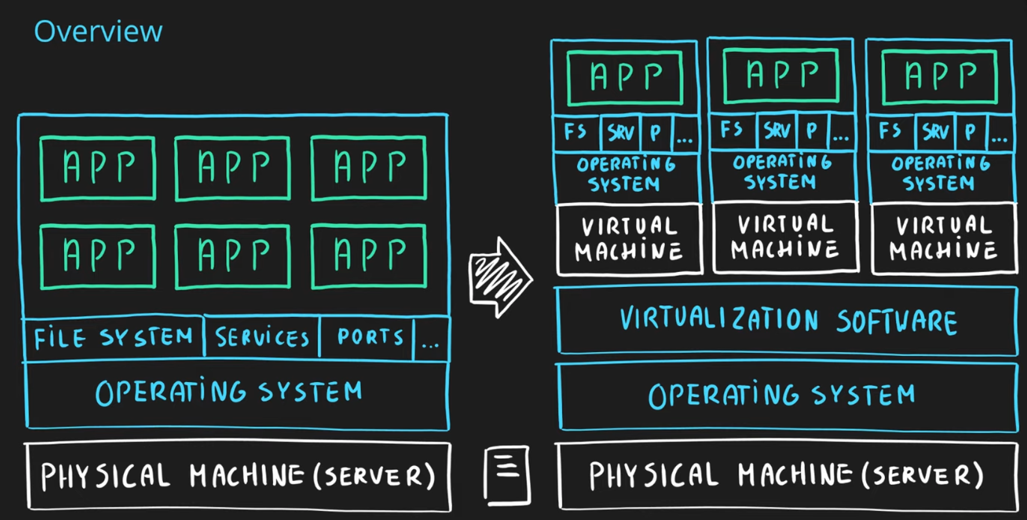 Overview
APP APP APP
APP APP APP
FILE SYSTEM SERVICES PORTS ...
OPERATING SYSTEM
PHYSICAL MACHINE (SERVER)
APP APP APP
FS SRV P ... FS SRV P ... FS SRV P ...
OPERATING OPERATING OPERATING
SYSTEM SYSTEM SYSTEM
VIRTUAL VIRTUAL VIRTUAL
MACHINE MACHINE MACHINE
VIRTUALIZATION SOFTWARE
OPERATING SYSTEM
PHYSICAL MACHINE (SERVER)